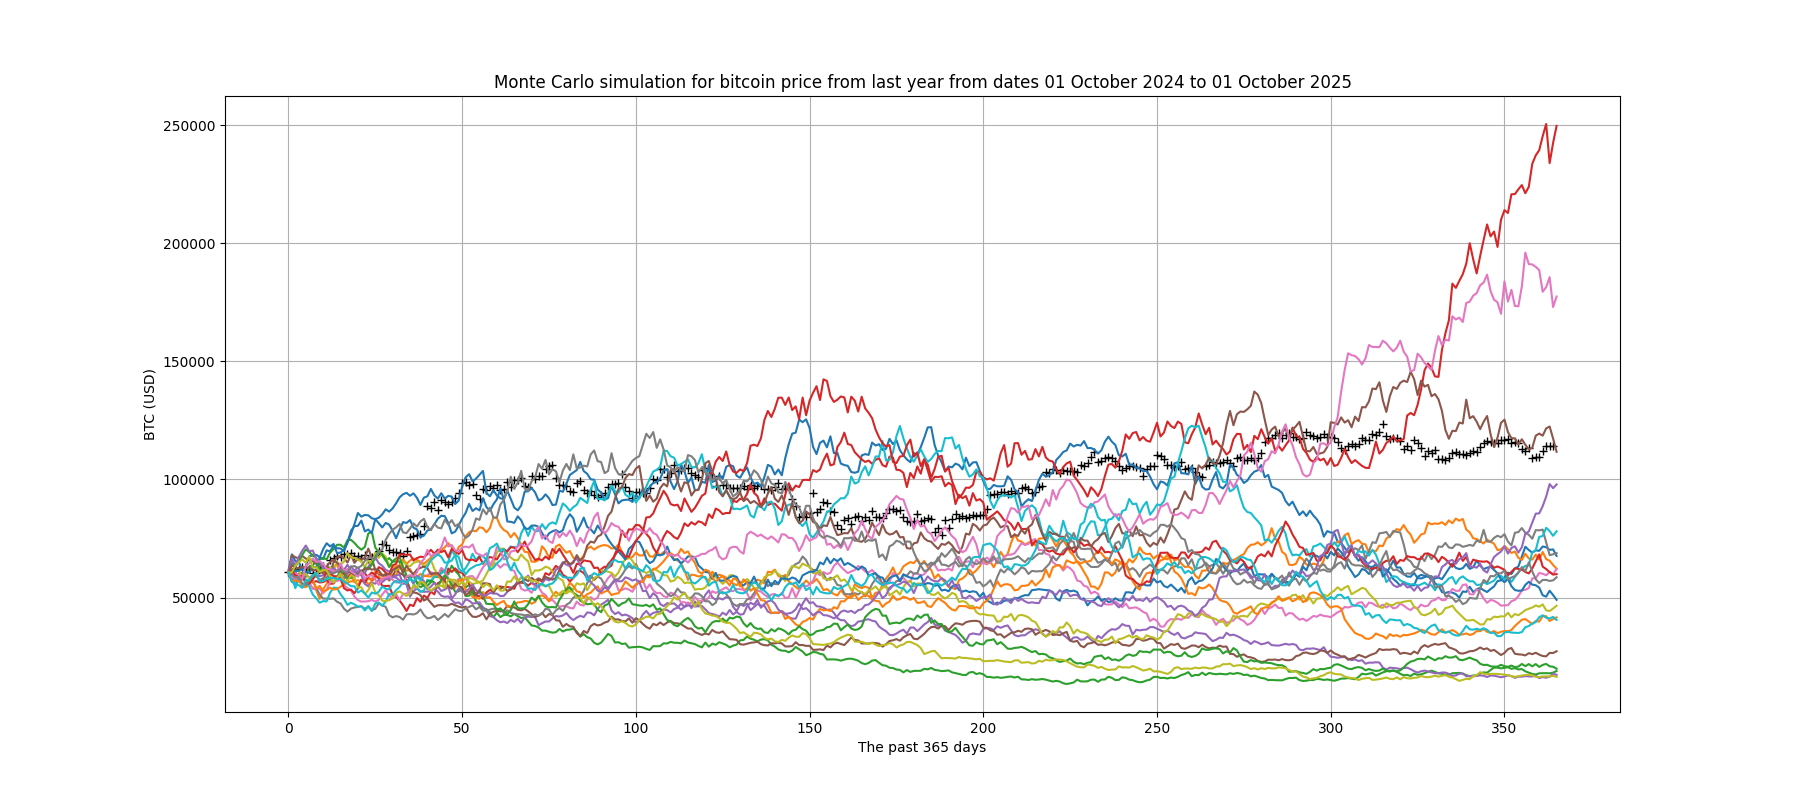 Monte Carlo simulation for bitcoin price from last year from dates 01 October 2024 to 01 October 2025
250000
200000
150000
100000
50000
BTC (USD)
0 50 100 150 200 250 300 350
The past 365 days